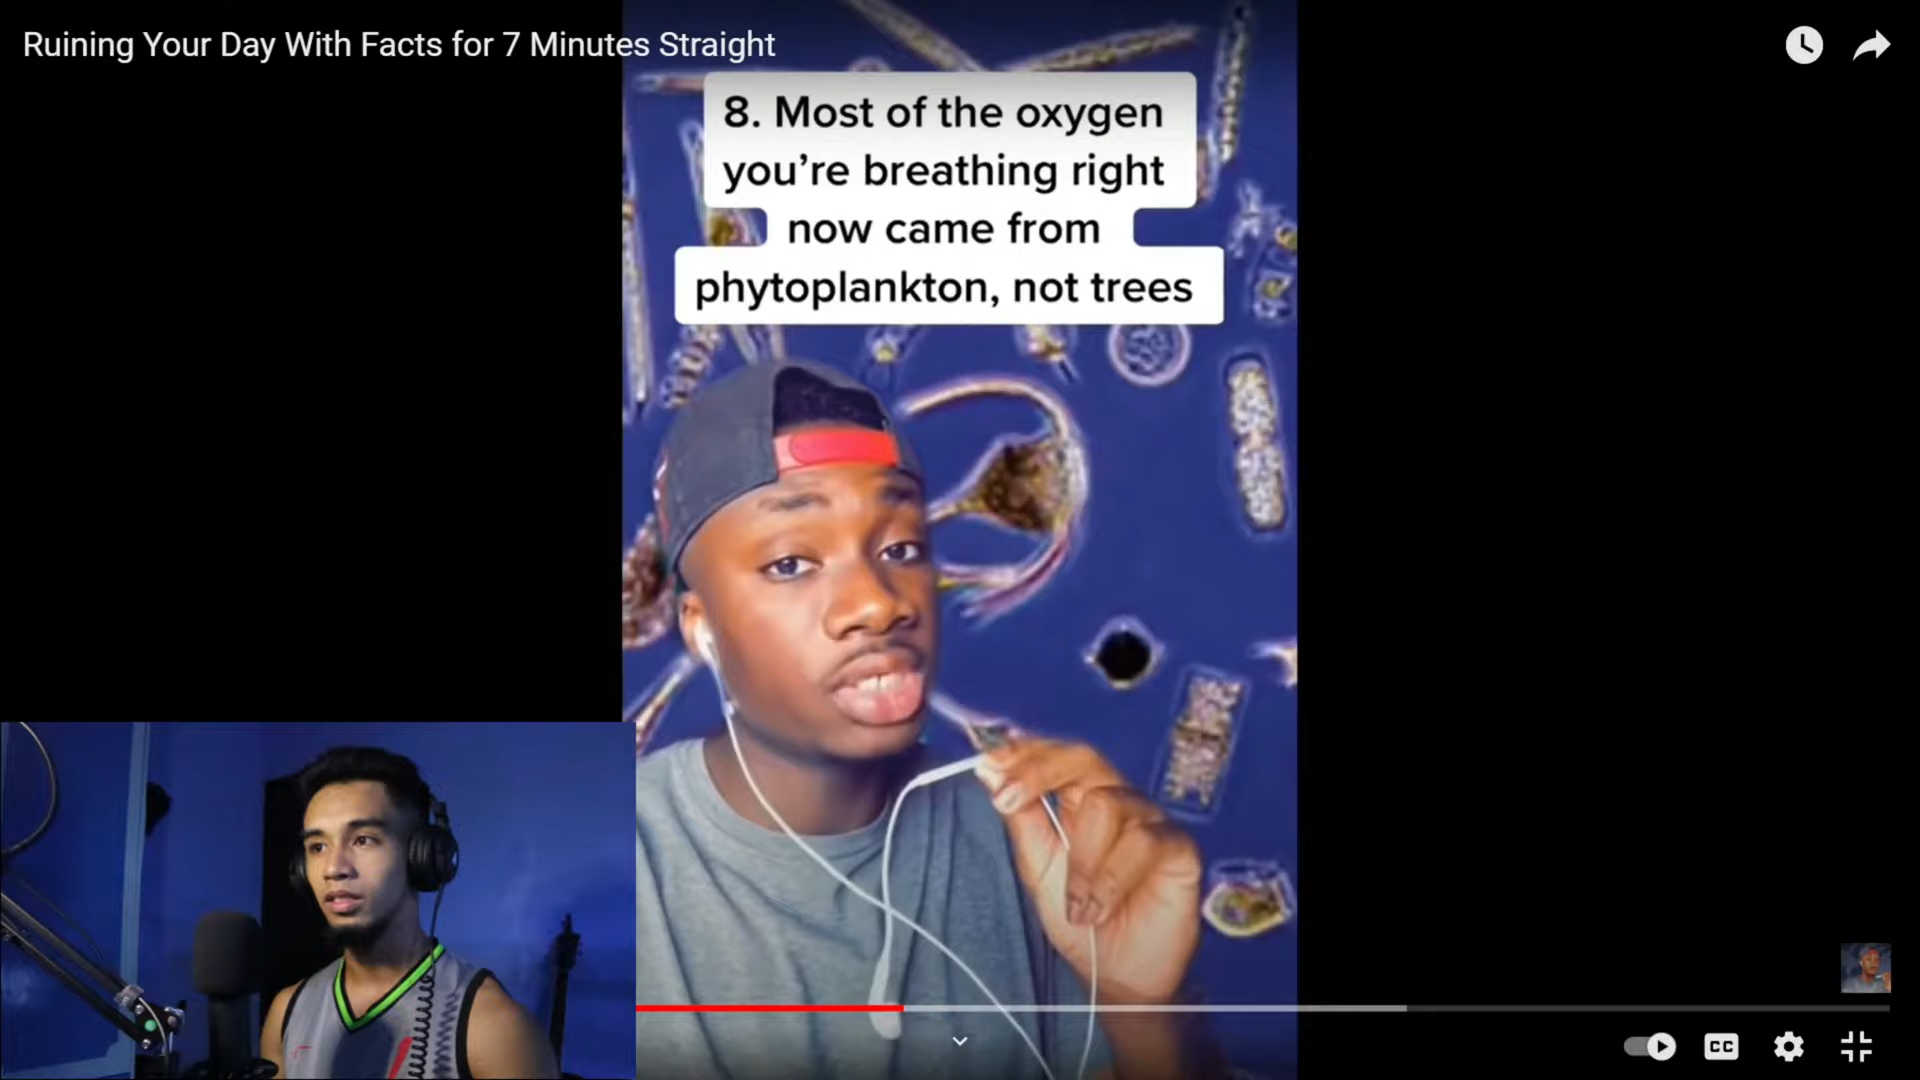 Ruining Your Day With Facts for 7 Minutes Straight
8. Most of the oxygen
you’re breathing right
now came from
phytoplankton, not trees
CC